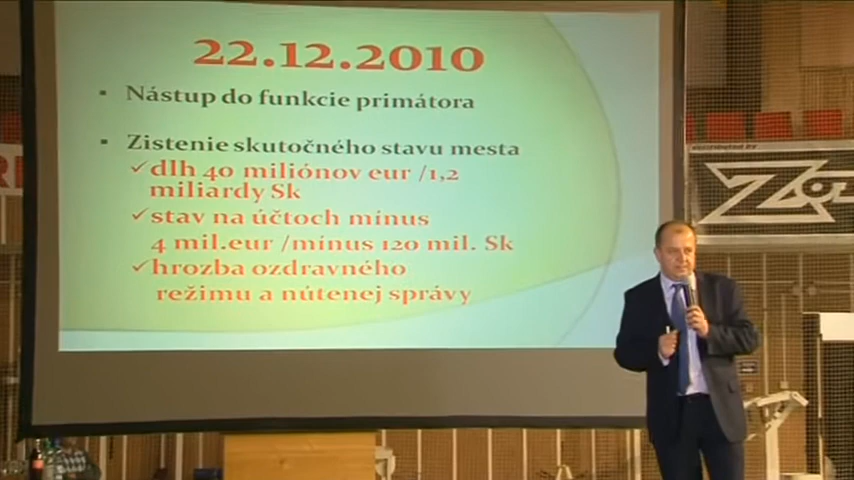 22.12.2010
▪ Nástup do funkcie primátora
▪ Zistenie skutočného stavu mesta
✓dlh 40 miliónov eur /1,2
miliardy Sk
✓stav na účtoch mínus
4 mil.eur /mínus 120 mil. Sk
✓hrozba ozdravného
režimu a nútenej správy